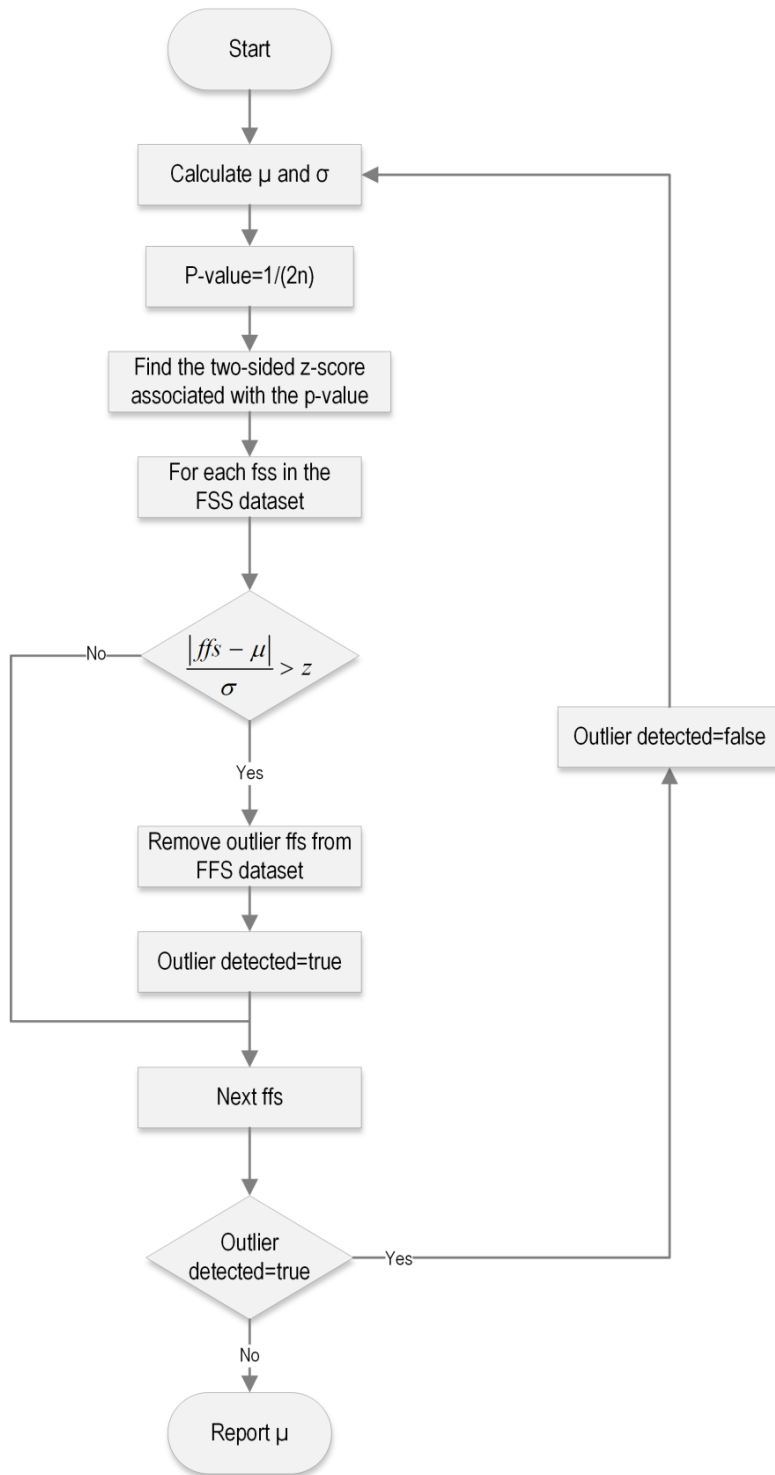 Start
Calculate μ and σ
P-value=1/(2n)
Find the two-sided z-score
associated with the p-value
For each fss in the
FSS dataset
|ffs − μ|
σ
> z
No
Yes
Remove outlier ffs from
FFS dataset
Outlier detected=true
Next ffs
Outlier
detected=true
Yes
Outlier detected=false
No
Report μ